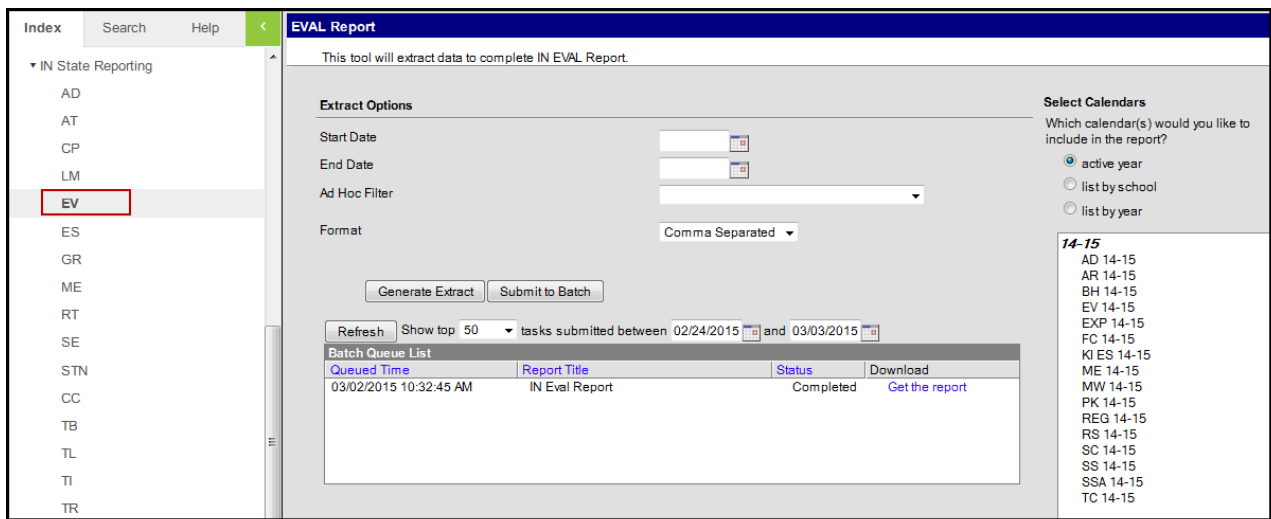 Index Search Help <
▾ IN State Reporting
AD
AT
CP
LM
EV
ES
GR
ME
RT
SE
STN
CC
TB
TL
TI
TR
EVAL Report
This tool will extract data to complete IN EVAL Report.
Extract Options
Start Date
End Date
Ad Hoc Filter
Format Comma Separated
Generate Extract Submit to Batch
Refresh Show top 50 tasks submitted between 02/24/2015 and 03/03/2015
Batch Queue List
Queued Time Report Title Status Download
03/02/2015 10:32:45 AM IN Eval Report Completed Get the report
Select Calendars
Which calendar(s) would you like to
include in the report?
active year
list by school
list by year
14-15
AD 14-15
AR 14-15
BH 14-15
EV 14-15
EXP 14-15
FC 14-15
KI ES 14-15
ME 14-15
MW 14-15
PK 14-15
REG 14-15
RS 14-15
SC 14-15
SS 14-15
SSA 14-15
TC 14-15